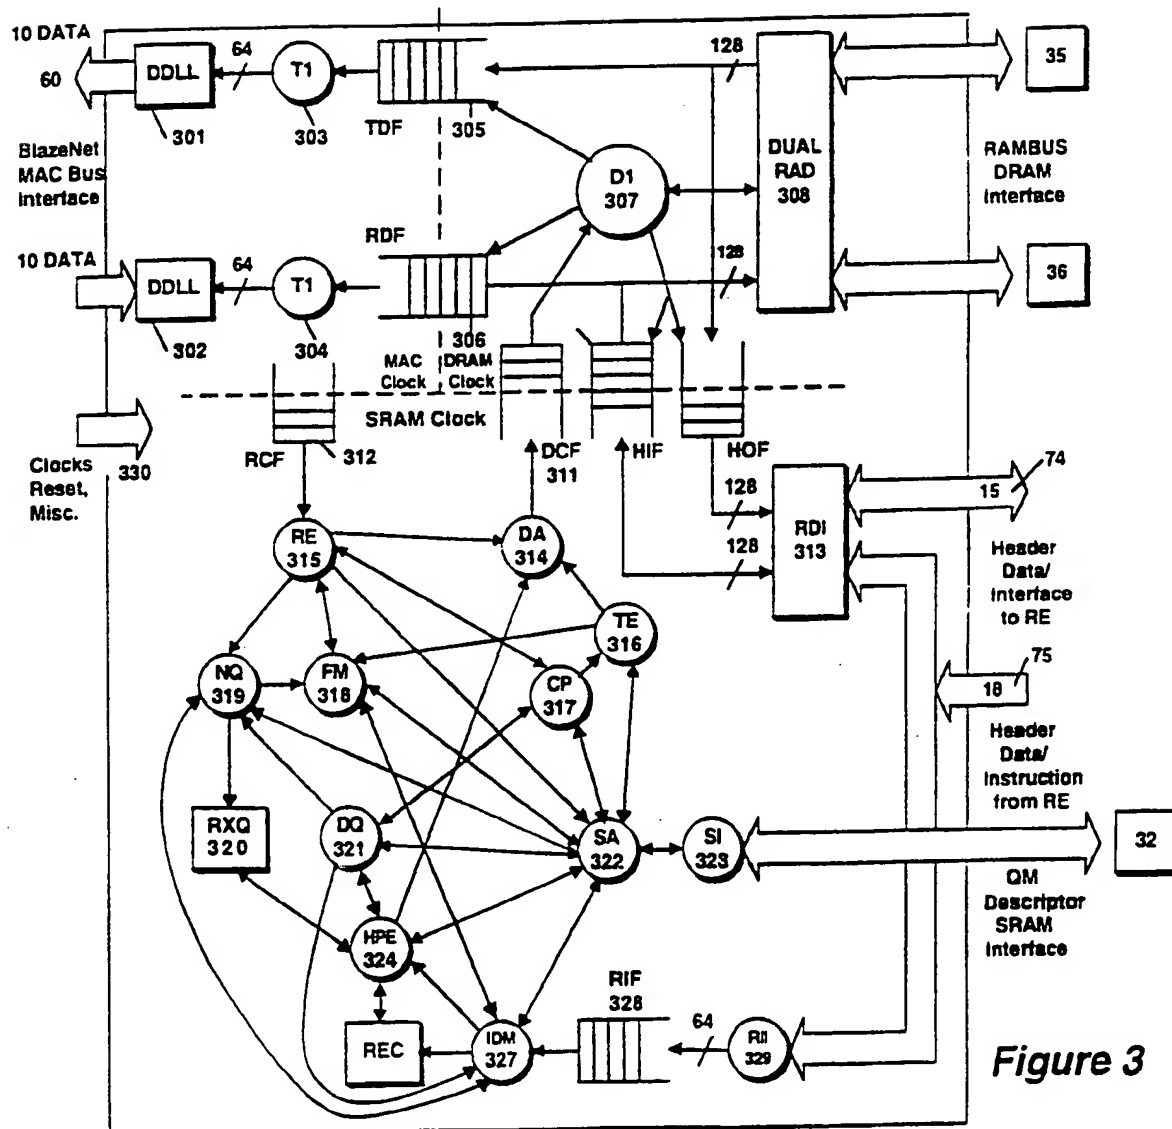 10 DATA
60
DDLL
301
64
T1
303
TDF
305
128
DUAL
RAD
308
35
BlazeNet
MAC Bus
Interface
RAMBUS
DRAM
Interface
D1
307
10 DATA
DDLL
302
64
T1
304
RDF
306
128
36
MAC
Clock
DRAM
Clock
SRAM Clock
Clocks
Reset,
Misc.
330
RCF
312
DCF
311
HIF
HOF
128
128
RDI
313
15
74
Header
Data/
Interface
to RE
RE
315
DA
314
TE
316
NQ
319
FM
318
CP
317
18
75
Header
Data/
Instruction
from RE
RXQ
320
DQ
321
SA
322
SI
323
32
QM
Descriptor
SRAM
Interface
HPE
324
REC
IDM
327
RIF
328
64
RII
329
Figure 3